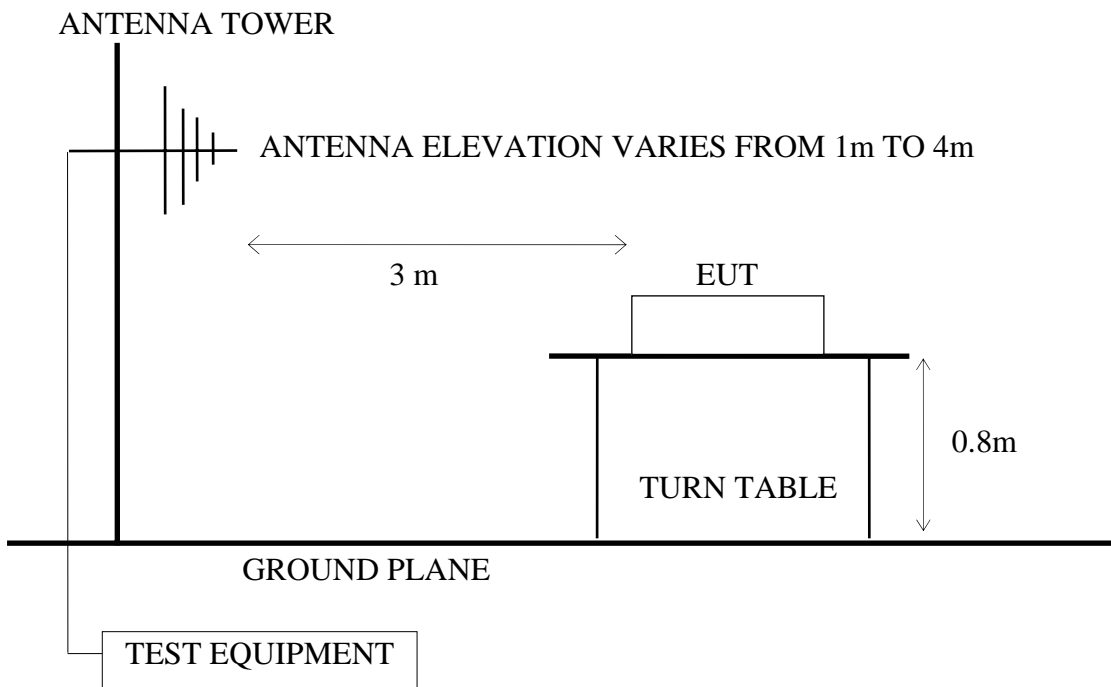 ANTENNA TOWER
ANTENNA ELEVATION VARIES FROM 1m TO 4m
3 m
EUT
0.8m
TURN TABLE
GROUND PLANE
TEST EQUIPMENT